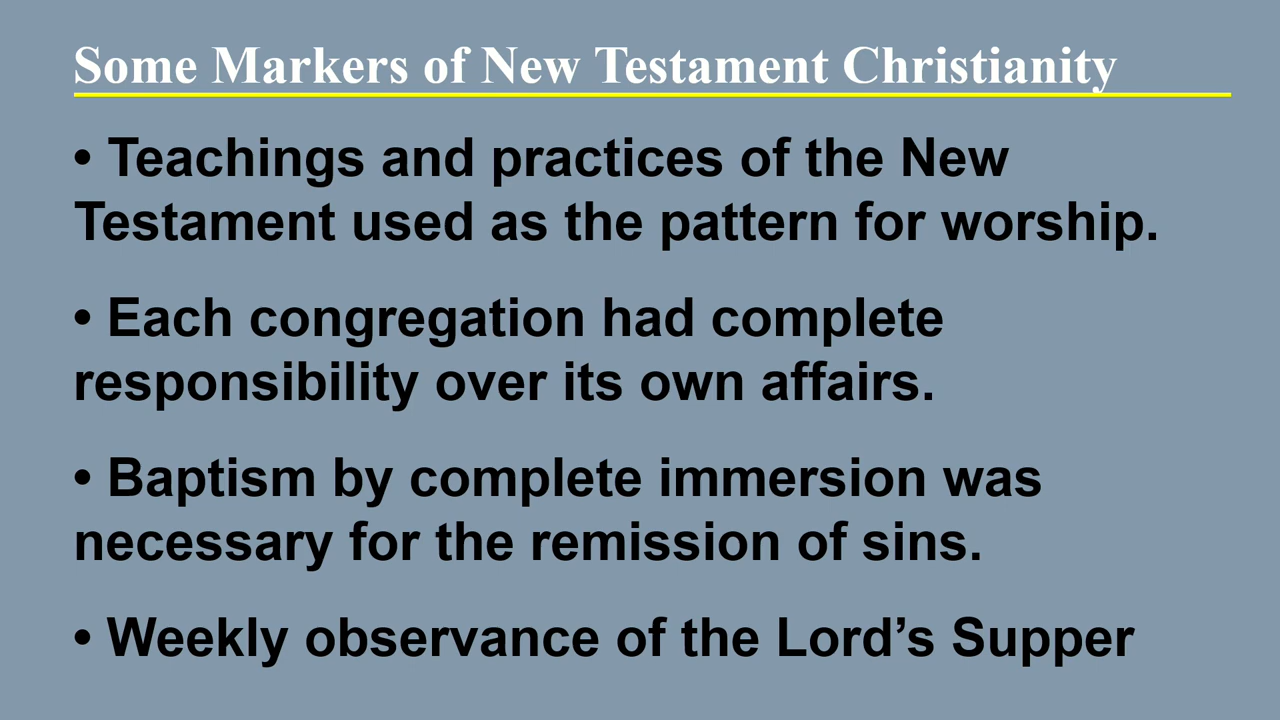 Some Markers of New Testament Christianity
• Teachings and practices of the New
Testament used as the pattern for worship.
• Each congregation had complete
responsibility over its own affairs.
• Baptism by complete immersion was
necessary for the remission of sins.
• Weekly observance of the Lord’s Supper